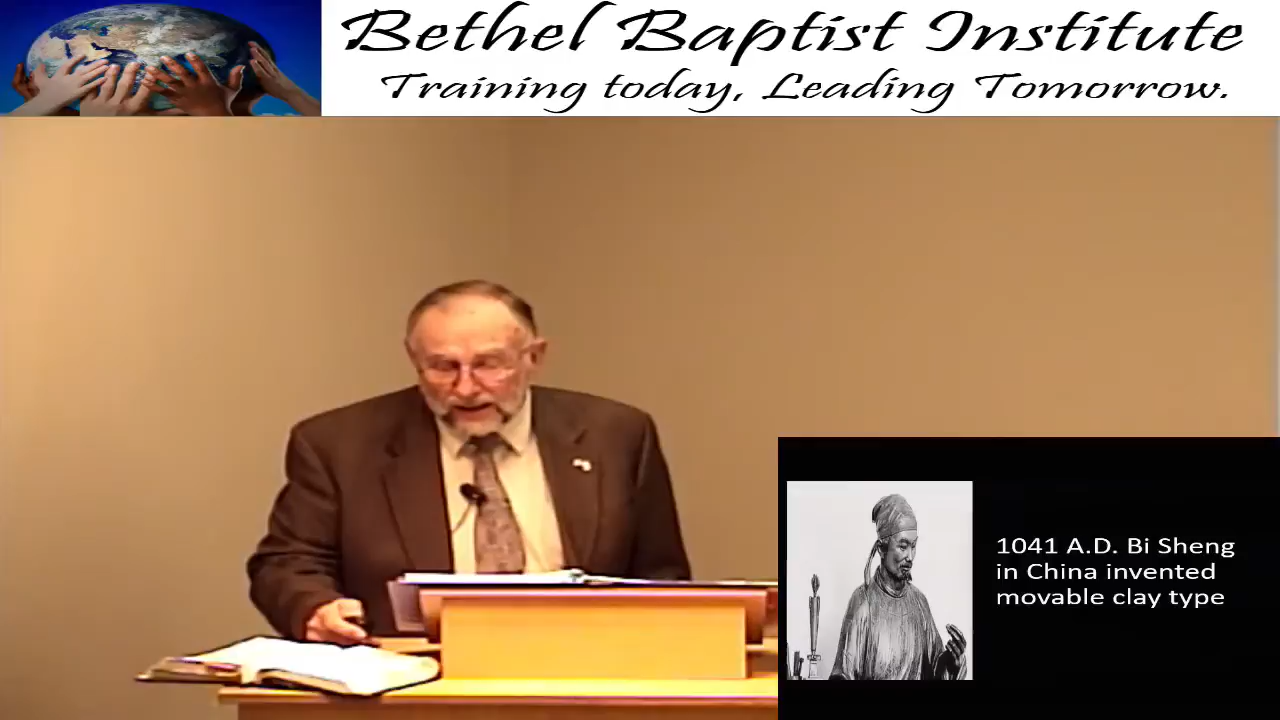 Bethel Baptist Institute
Training today, Leading Tomorrow.
1041 A.D. Bi Sheng
in China invented
movable clay type